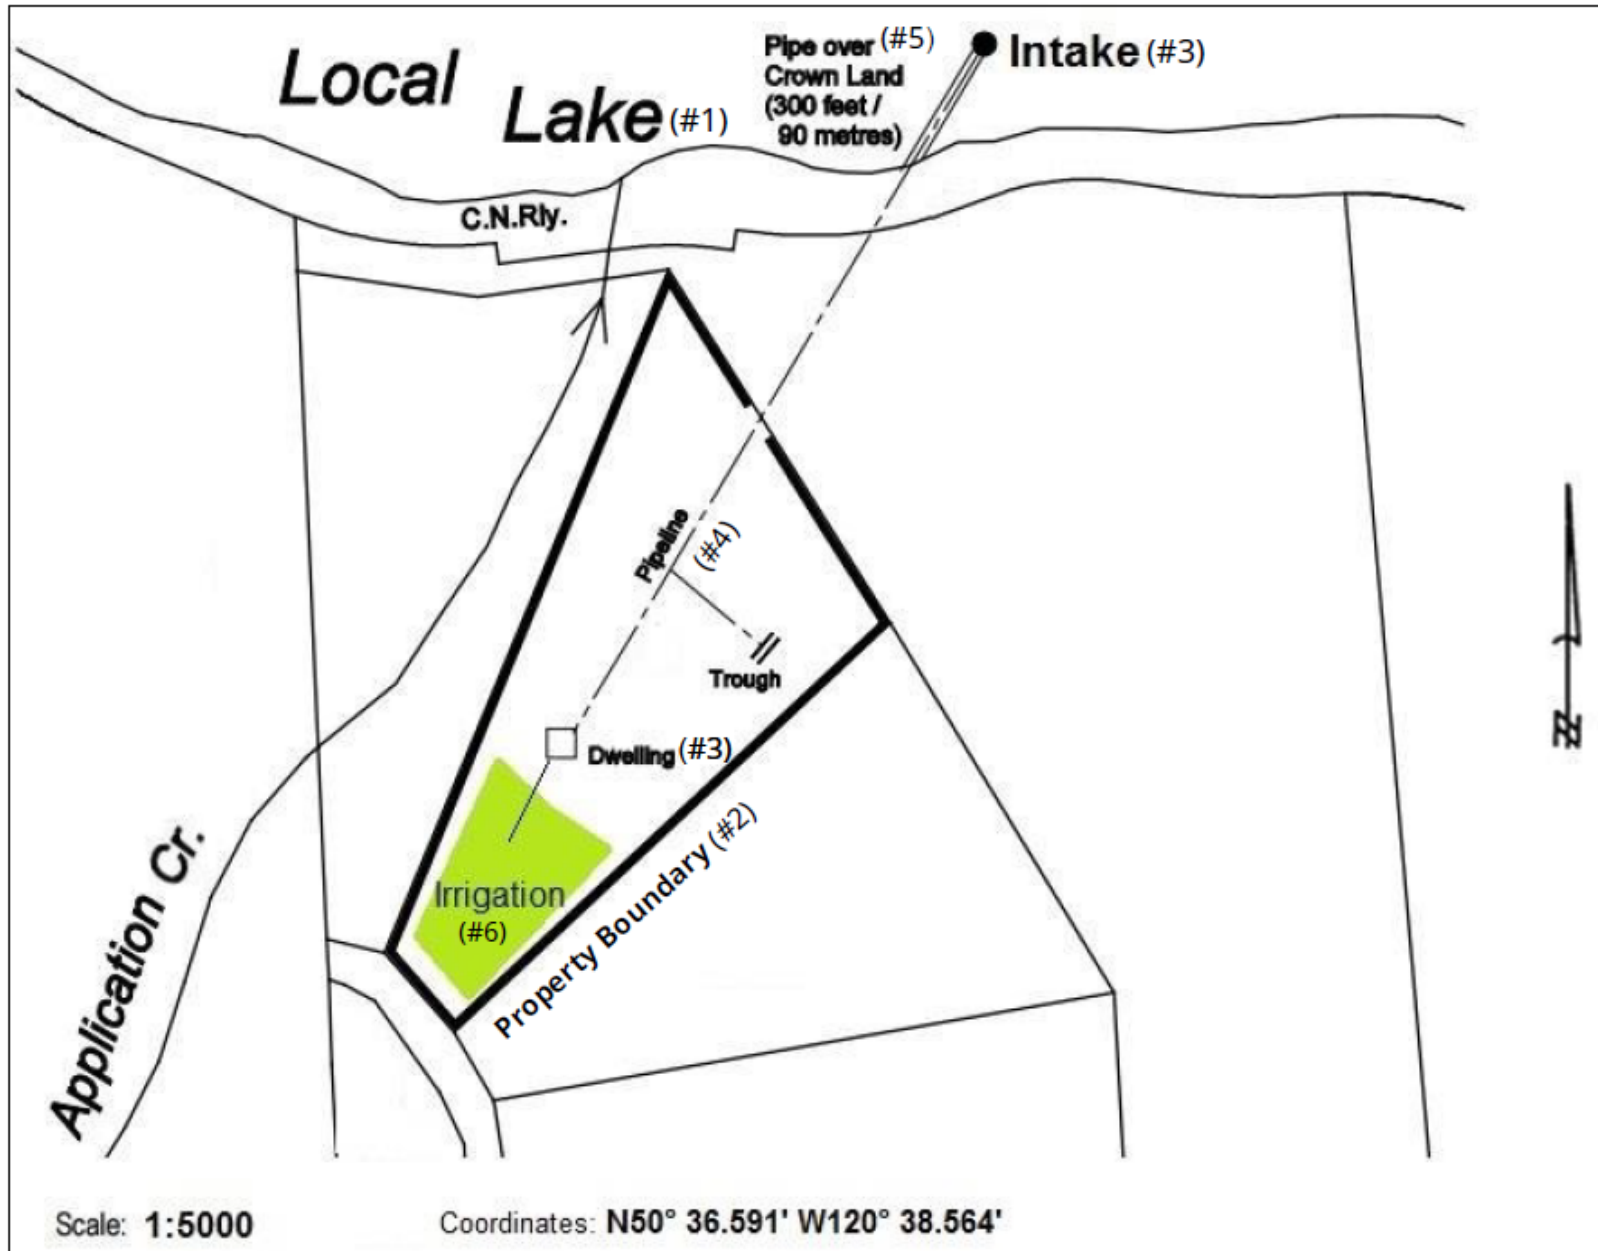 Local
Lake (#1)
Pipe over (#5)
Crown Land
(300 feet /
90 metres)
Intake (#3)
C.N.Rly.
Pipeline
(#4)
Trough
Dwelling (#3)
Irrigation
(#6)
Property Boundary (#2)
Application Cr.
N
Scale: 1:5000
Coordinates: N50° 36.591' W120° 38.564'